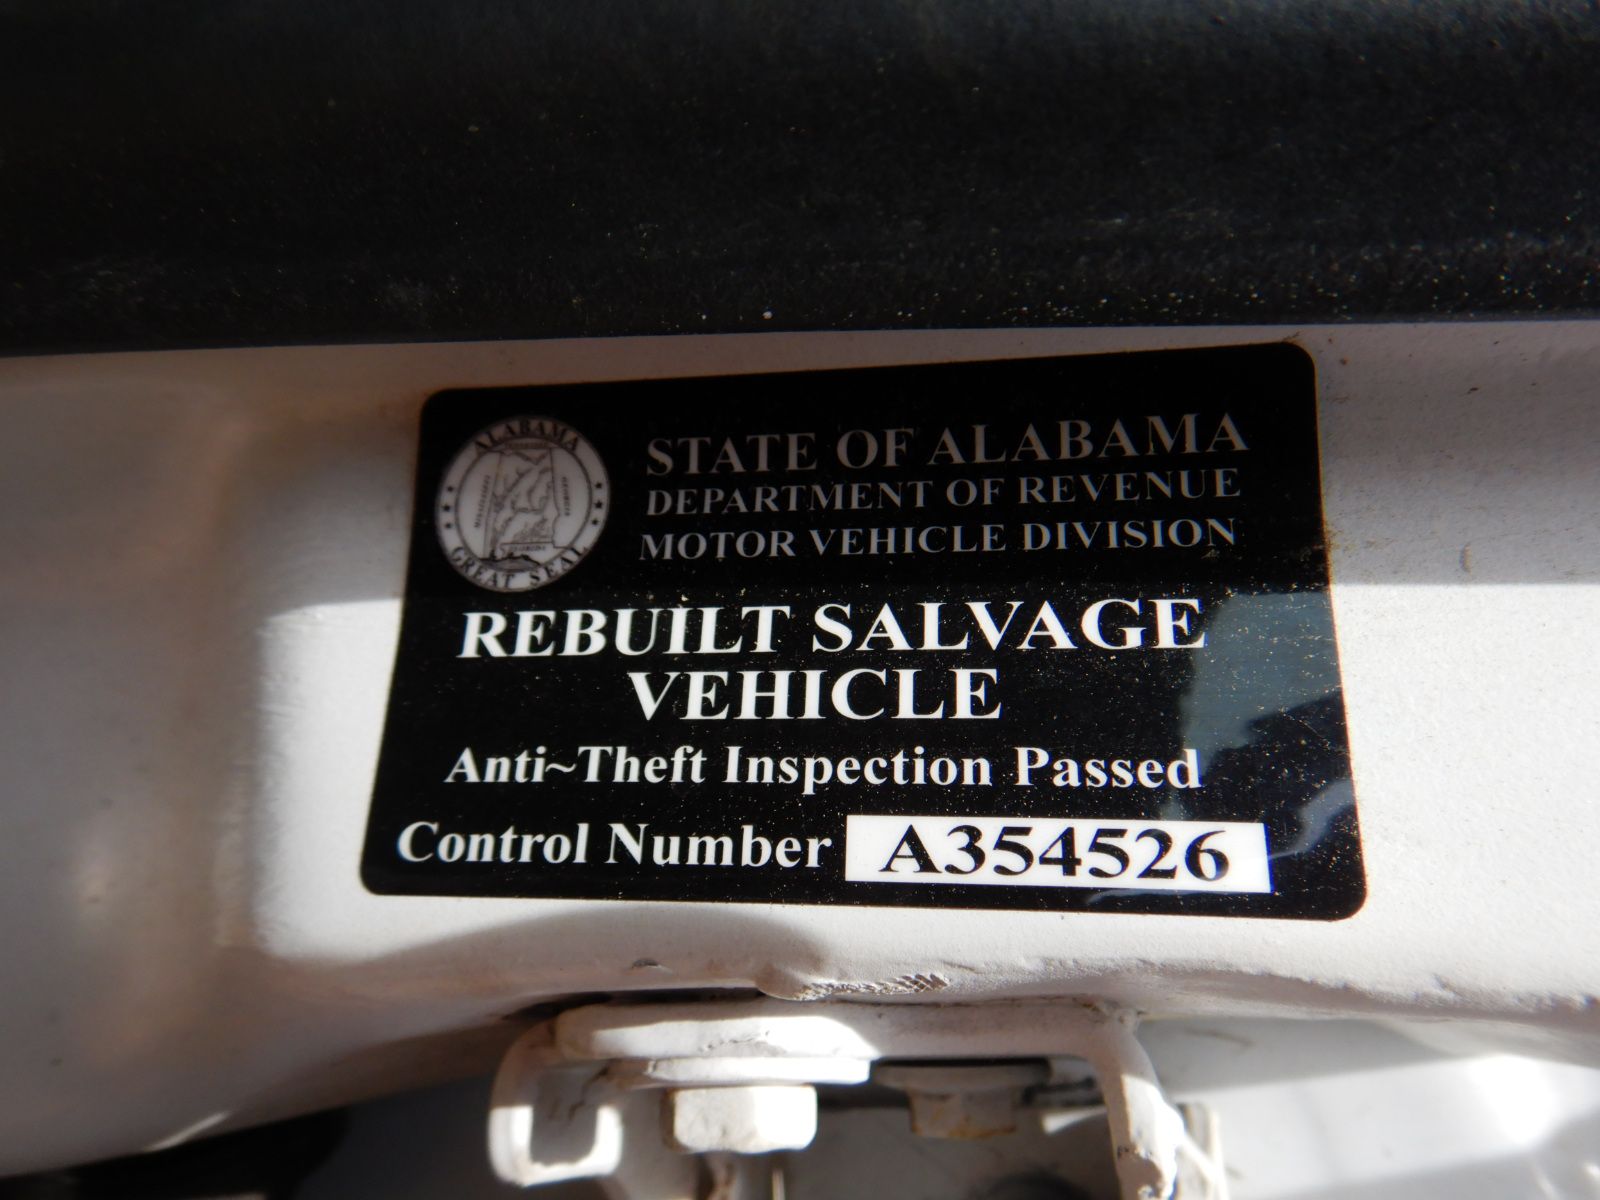 ALABAMA
GREAT SEAL
STATE OF ALABAMA
DEPARTMENT OF REVENUE
MOTOR VEHICLE DIVISION
REBUILT SALVAGE
VEHICLE
Anti~Theft Inspection Passed
Control Number A354526